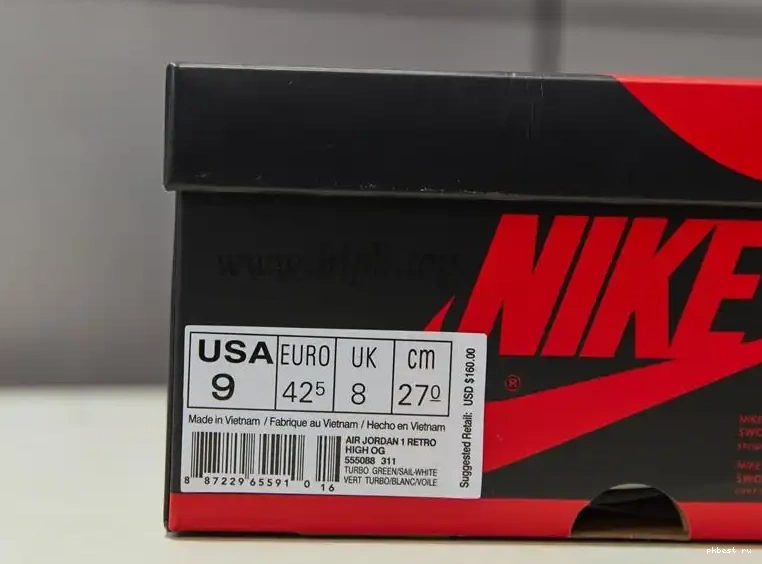 NIKE
®
USA EURO UK cm
9 42⁵ 8 27⁰
Made in Vietnam / Fabrique au Vietnam / Hecho en Vietnam
AIR JORDAN 1 RETRO
HIGH OG
555088 311
TURBO GREEN/SAIL-WHITE
VERT TURBO/BLANC/VOILE
8 87229 65591 0 16
Suggested Retail: USD $160.00
NIKE
phbest ru